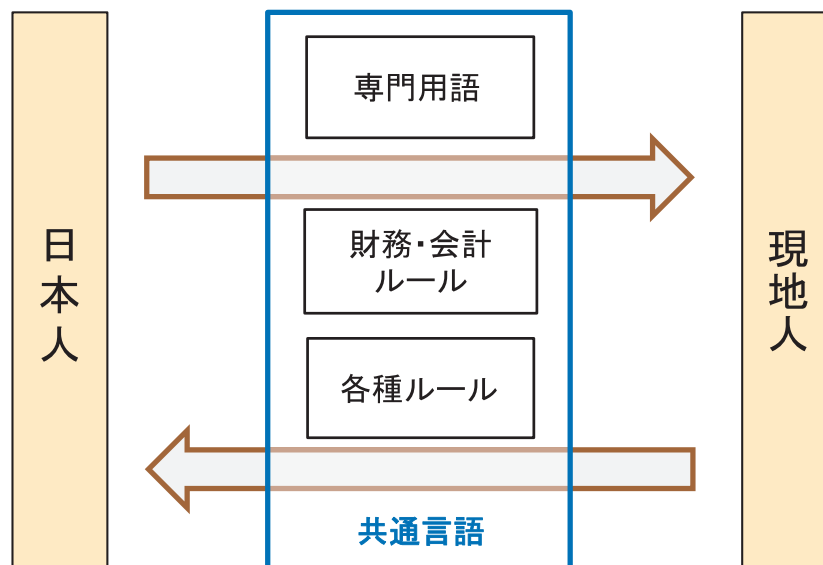 日本人
専門用語
財務・会計
ルール
各種ルール
共通言語
現地人